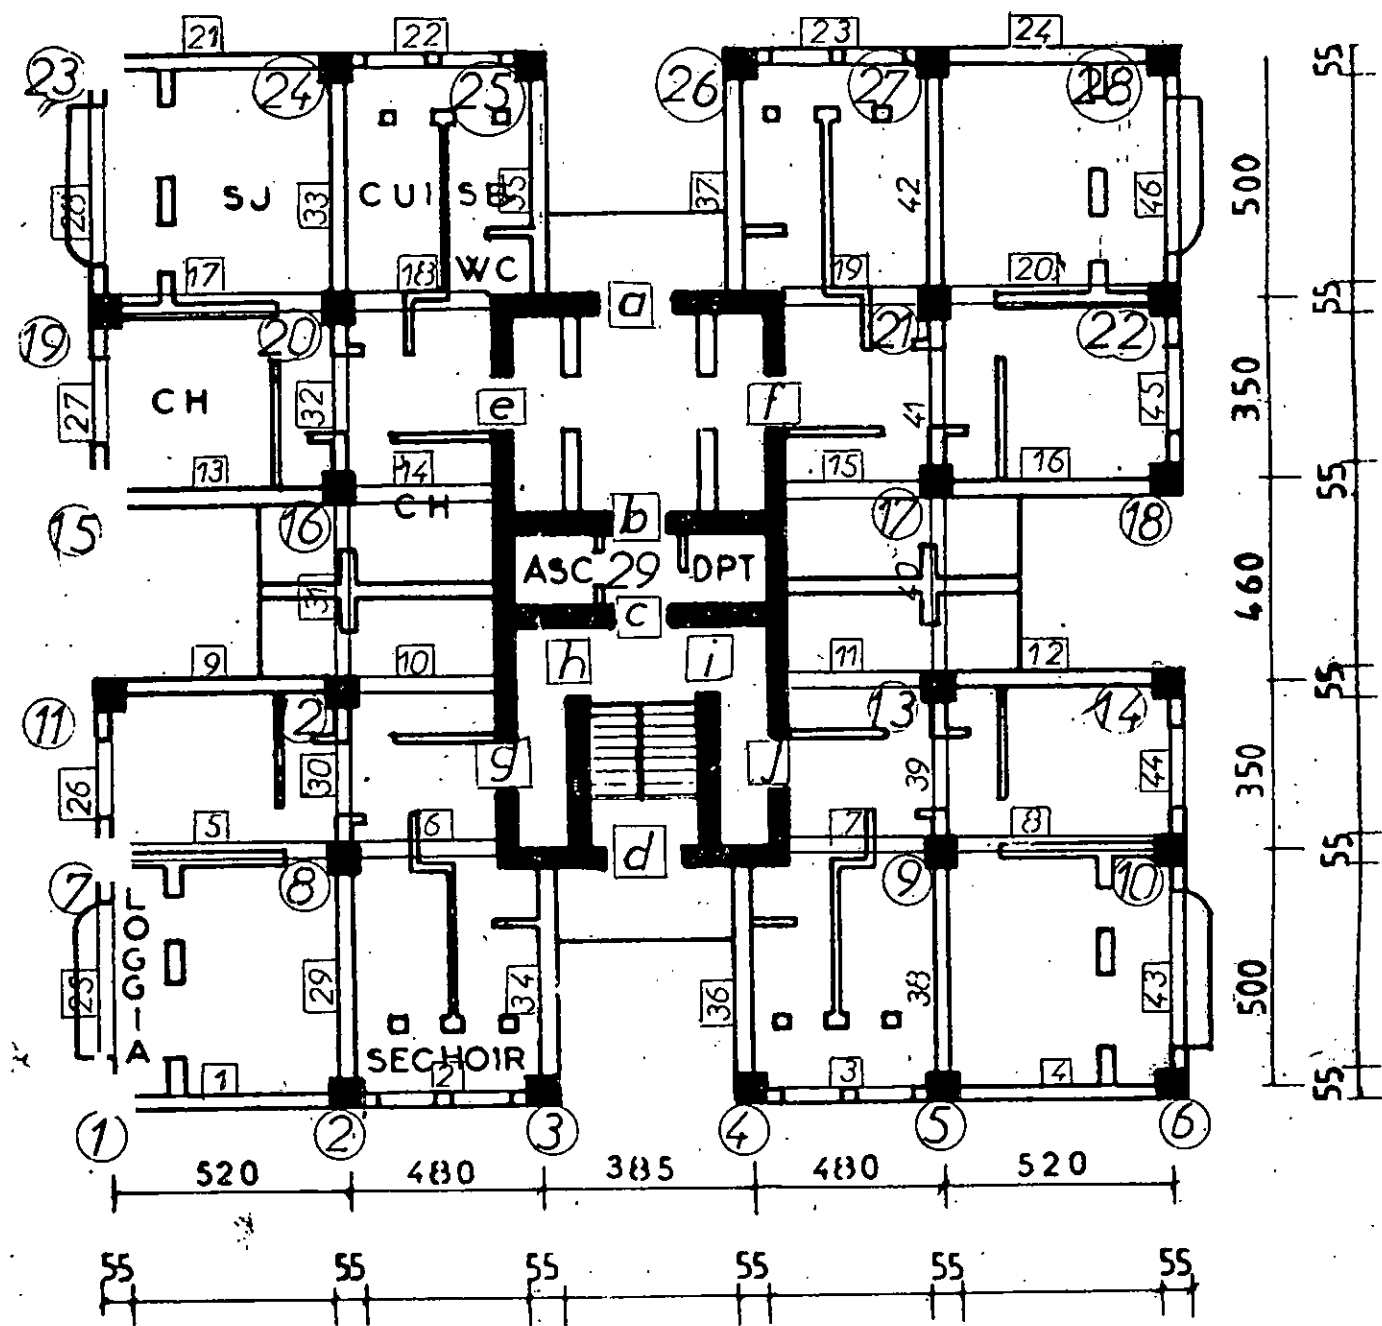 21 22 23 24
23 24 25 26 27 28 55
SJ 33 CUI SE 35 37 42 46 500
28
17 18 WC 19 20
a 55
19 20 21 22
27 CH 32 e f 41 45 350
13 14 15 16
CH 55
15 16 b 17 18
ASC 29 DPT
31 40 460
c
9 10 h i 11 12
55
11 2 13 14
26 30 g j 39 44 350
5 6 7 8
d 55
7 8 9 10
LOGGIA
25 29 34 36 38 43 500
SECHOIR
1 2 3 4
55
1 2 3 4 5 6
520 480 385 480 520
55 55 55 55 55 55